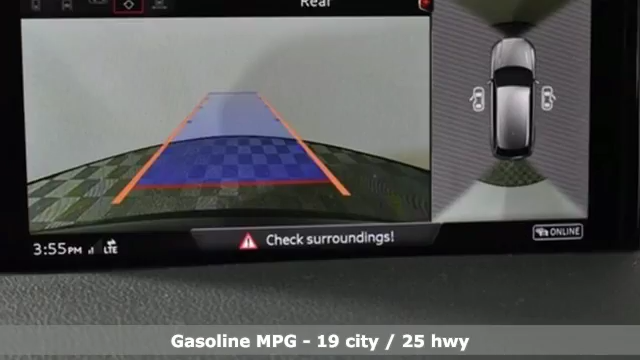 Rear
Check surroundings!
3:55PM LTE
ONLINE
Gasoline MPG - 19 city / 25 hwy